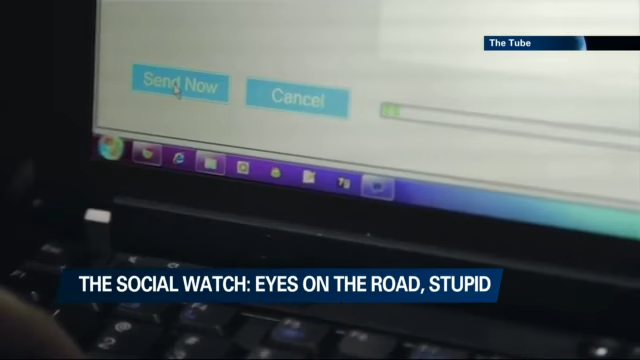 The Tube
Send Now
Cancel
THE SOCIAL WATCH: EYES ON THE ROAD, STUPID